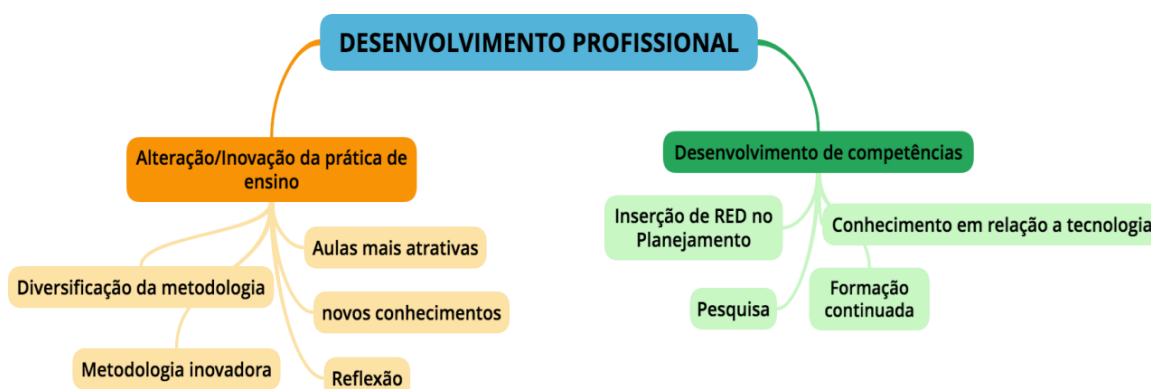 DESENVOLVIMENTO PROFISSIONAL
Alteração/Inovação da prática de
ensino
Aulas mais atrativas
Diversificação da metodologia
novos conhecimentos
Metodologia inovadora
Reflexão
Desenvolvimento de competências
Inserção de RED no
Planejamento
Conhecimento em relação a tecnologia
Pesquisa
Formação
continuada